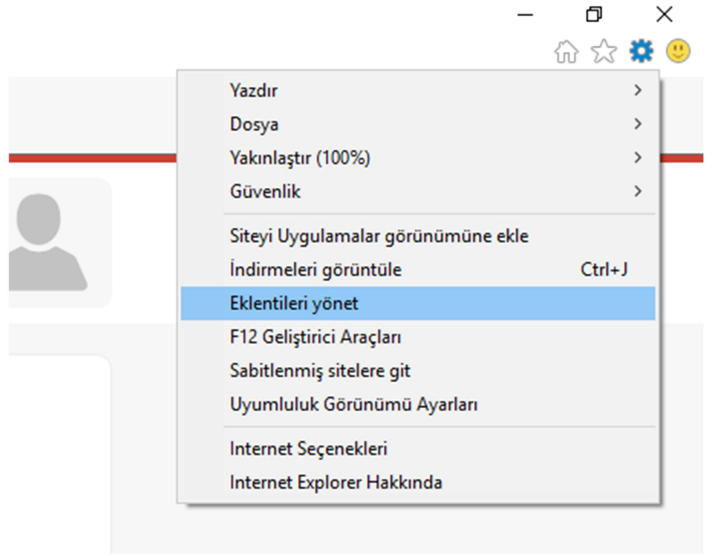 Yazdır
Dosya
Yakınlaştır (100%)
Güvenlik
Siteyi Uygulamalar görünümüne ekle
İndirmeleri görüntüle Ctrl+J
Eklentileri yönet
F12 Geliştirici Araçları
Sabitlenmiş sitelere git
Uyumluluk Görünümü Ayarları
Internet Seçenekleri
Internet Explorer Hakkında